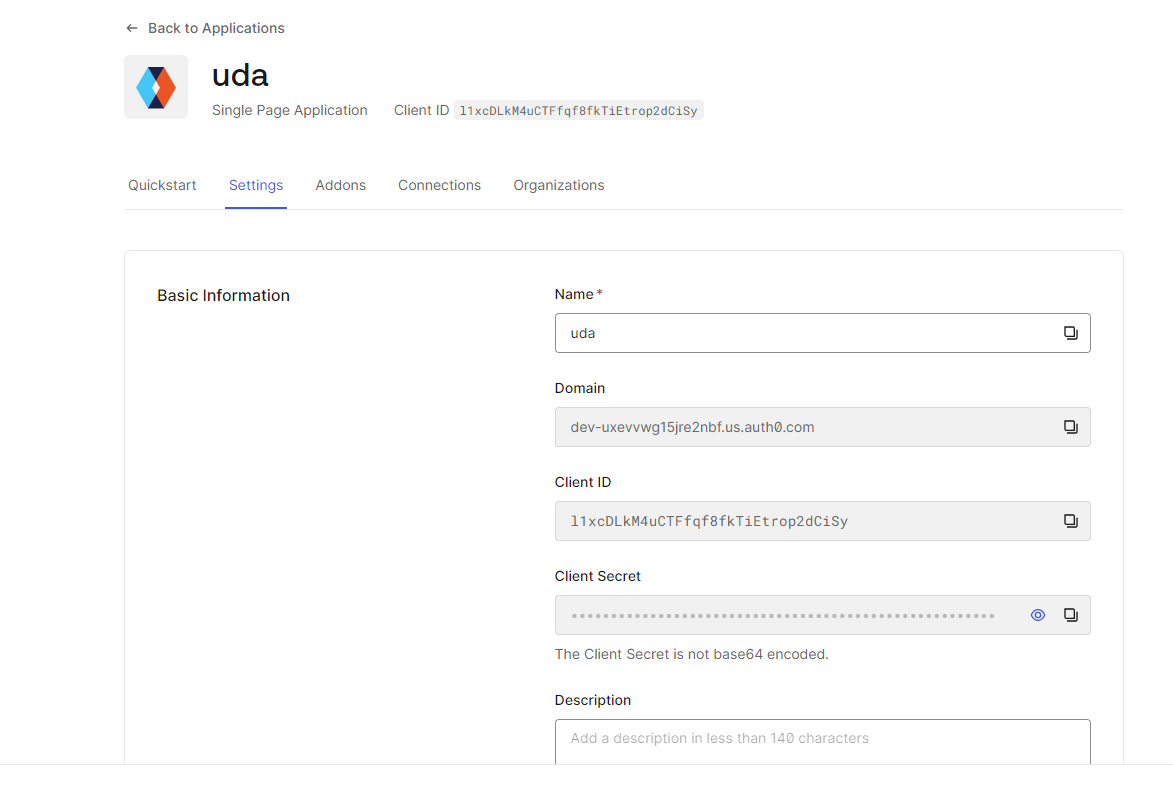 Back to Applications
uda
Single Page Application Client ID l1xcDLkM4uCTFfqf8fkTiEtrop2dCiSy
Quickstart Settings Addons Connections Organizations
Basic Information
Name *
uda
Domain
dev-uxevvwg15jre2nbf.us.auth0.com
Client ID
l1xcDLkM4uCTFfqf8fkTiEtrop2dCiSy
Client Secret
The Client Secret is not base64 encoded.
Description
Add a description in less than 140 characters